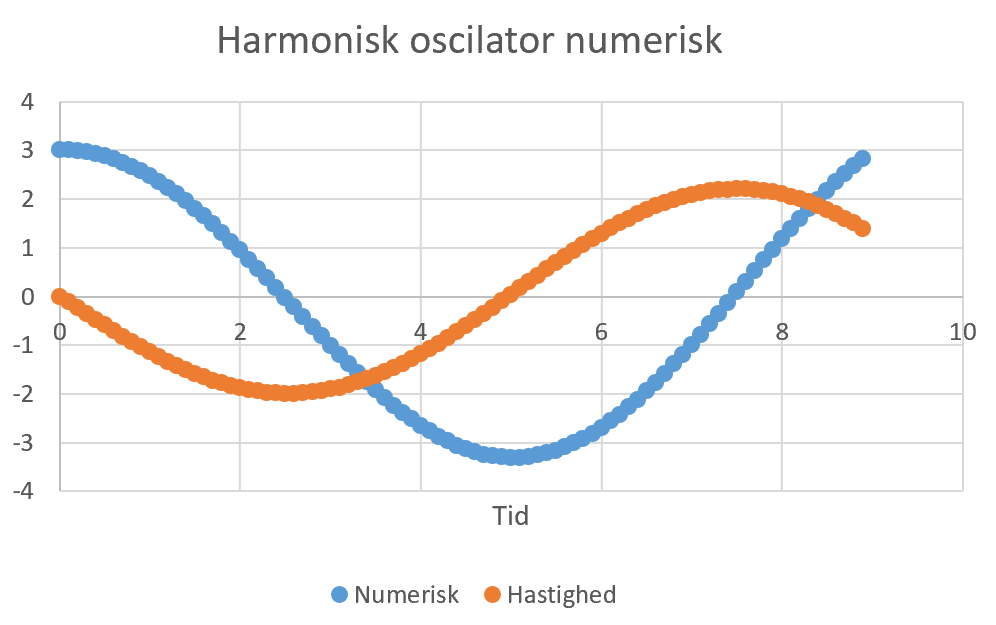 Harmonisk oscilator numerisk
4
3
2
1
0
-1
-2
-3
-4
0 2 4 6 8 10
Tid
Numerisk Hastighed